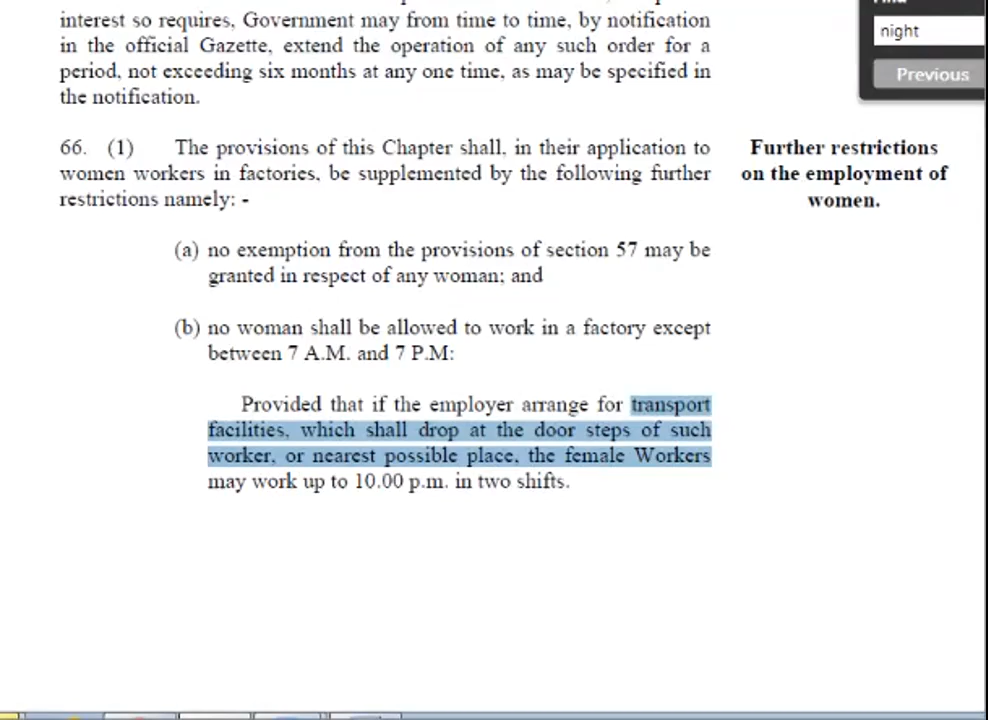 interest so requires, Government may from time to time, by notification
in the official Gazette, extend the operation of any such order for a
period, not exceeding six months at any one time, as may be specified in
the notification.
66. (1) The provisions of this Chapter shall, in their application to
women workers in factories, be supplemented by the following further
restrictions namely: -
Further restrictions
on the employment of
women.
(a) no exemption from the provisions of section 57 may be
granted in respect of any woman; and
(b) no woman shall be allowed to work in a factory except
between 7 A.M. and 7 P.M:
Provided that if the employer arrange for transport
facilities, which shall drop at the door steps of such
worker, or nearest possible place, the female Workers
may work up to 10.00 p.m. in two shifts.
night
Previous